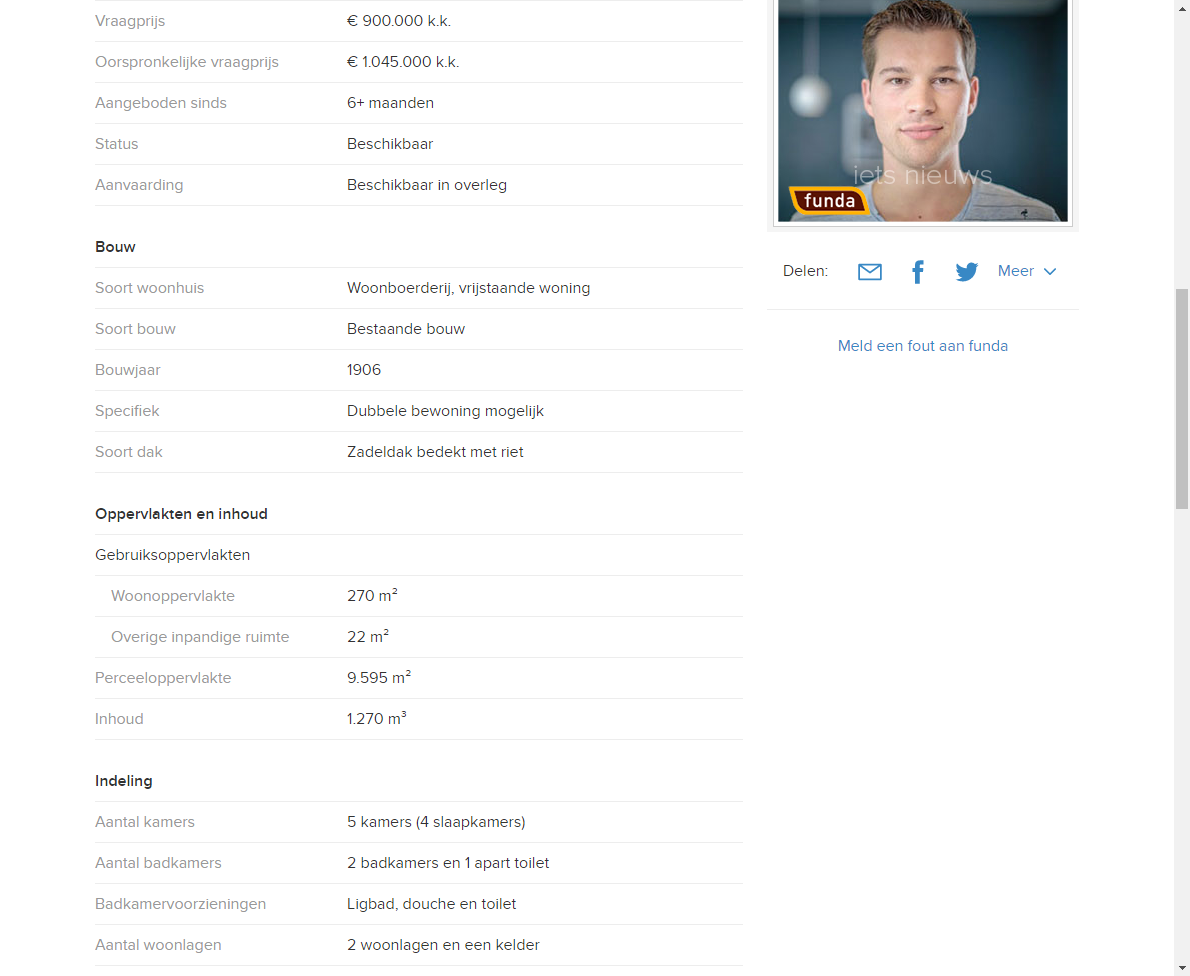 Vraagprijs € 900.000 k.k.
Oorspronkelijke vraagprijs € 1.045.000 k.k.
Aangeboden sinds 6+ maanden
Status Beschikbaar
Aanvaarding Beschikbaar in overleg
Bouw
Soort woonhuis Woonboerderij, vrijstaande woning
Soort bouw Bestaande bouw
Bouwjaar 1906
Specifiek Dubbele bewoning mogelijk
Soort dak Zadeldak bedekt met riet
Oppervlakten en inhoud
Gebruiksoppervlakten
Woonoppervlakte 270 m²
Overige inpandige ruimte 22 m²
Perceeloppervlakte 9.595 m²
Inhoud 1.270 m³
Indeling
Aantal kamers 5 kamers (4 slaapkamers)
Aantal badkamers 2 badkamers en 1 apart toilet
Badkamervoorzieningen Ligbad, douche en toilet
Aantal woonlagen 2 woonlagen en een kelder
iets nieuws
funda
Delen: Meer
Meld een fout aan funda